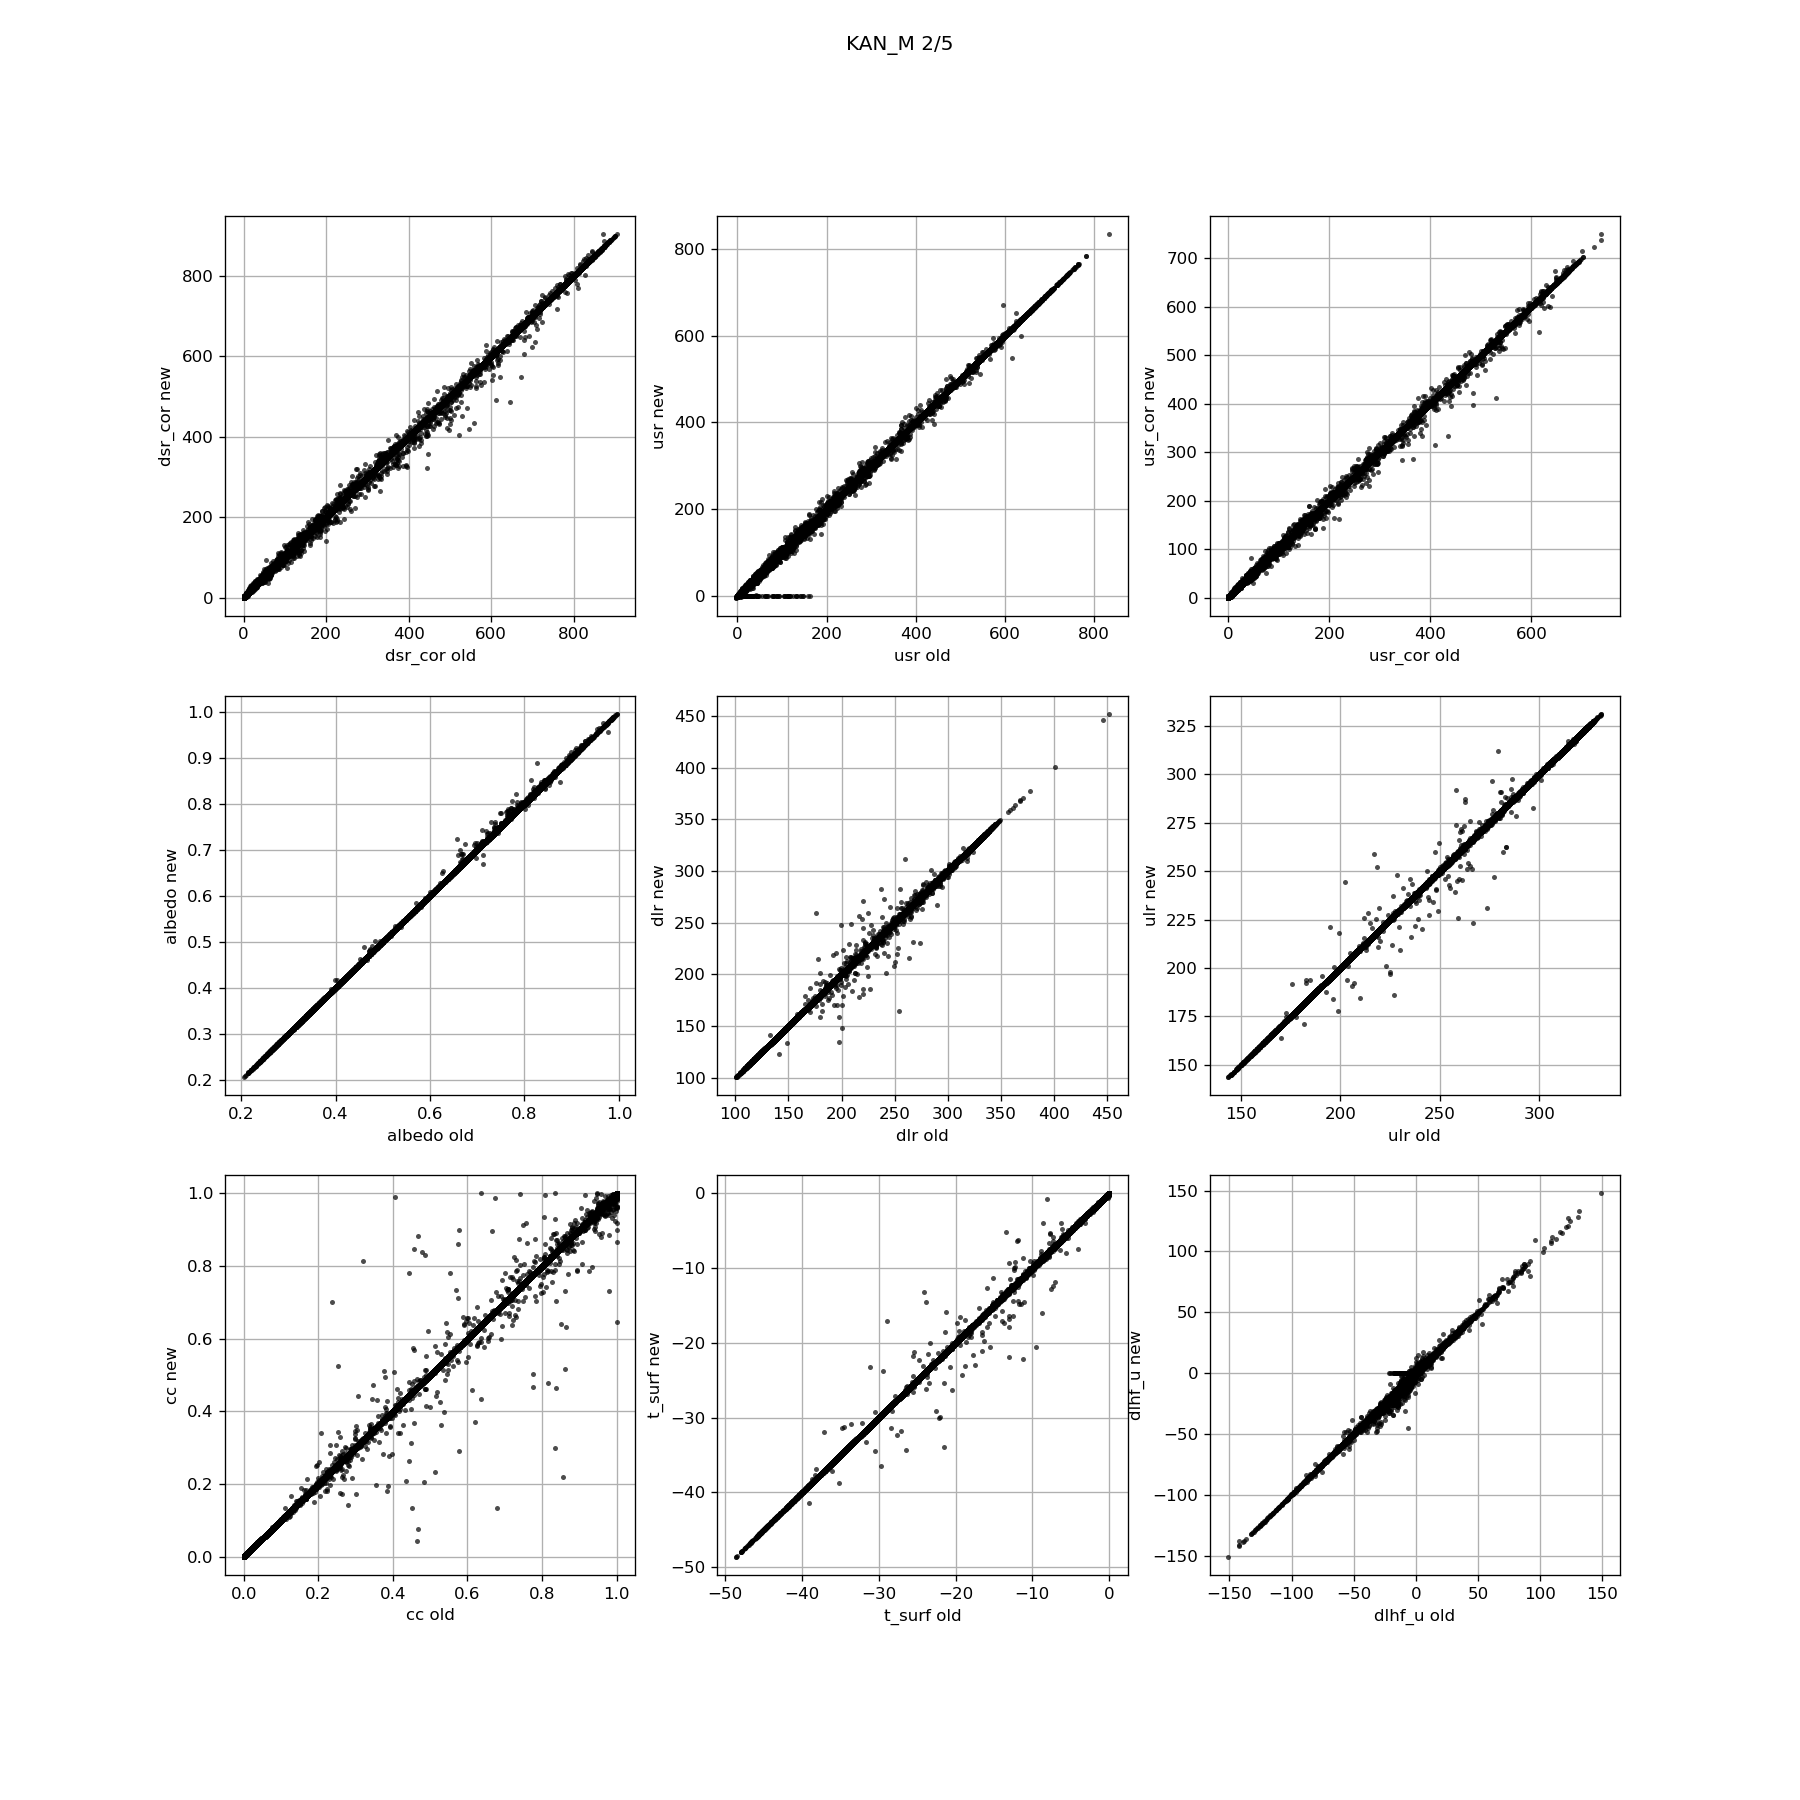 KAN_M 2/5
800
600
400
200
0
dsr_cor new
0 200 400 600 800
dsr_cor old
800
600
400
200
0
usr new
0 200 400 600 800
usr old
700
600
500
400
300
200
100
0
usr_cor new
0 200 400 600
usr_cor old
1.0
0.9
0.8
0.7
0.6
0.5
0.4
0.3
0.2
albedo new
0.2 0.4 0.6 0.8 1.0
albedo old
450
400
350
300
250
200
150
100
dlr new
100 150 200 250 300 350 400 450
dlr old
325
300
275
250
225
200
175
150
ulr new
150 200 250 300
ulr old
1.0
0.8
0.6
0.4
0.2
0.0
cc new
0.0 0.2 0.4 0.6 0.8 1.0
cc old
0
−10
−20
−30
−40
−50
t_surf new
−50 −40 −30 −20 −10 0
t_surf old
150
100
50
0
−50
−100
−150
dlhf_u new
−150 −100 −50 0 50 100 150
dlhf_u old